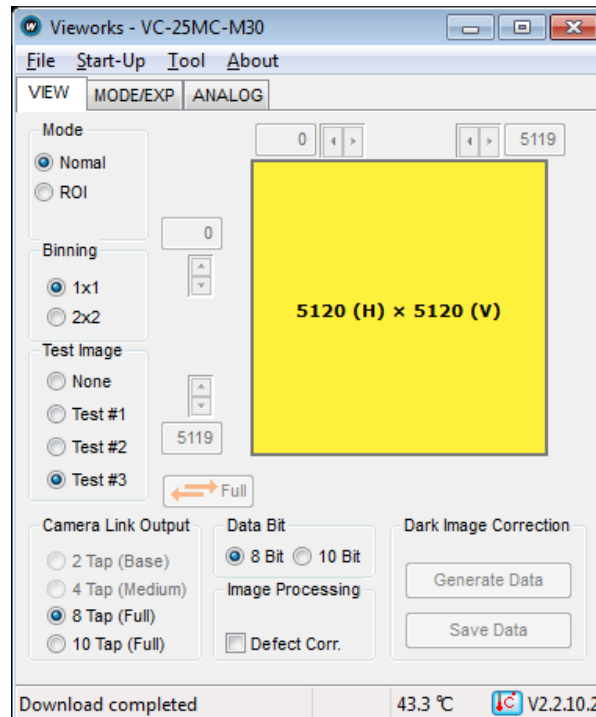 Vieworks - VC-25MC-M30
File Start-Up Tool About
VIEW MODE/EXP ANALOG
Mode
Nomal
ROI
0
5119
0
Binning
1x1
2x2
5120 (H) × 5120 (V)
Test Image
None
Test #1
Test #2
Test #3
5119
Full
Camera Link Output
2 Tap (Base)
4 Tap (Medium)
8 Tap (Full)
10 Tap (Full)
Data Bit
8 Bit 10 Bit
Image Processing
Defect Corr.
Dark Image Correction
Generate Data
Save Data
Download completed
43.3 ℃
V2.2.10.2